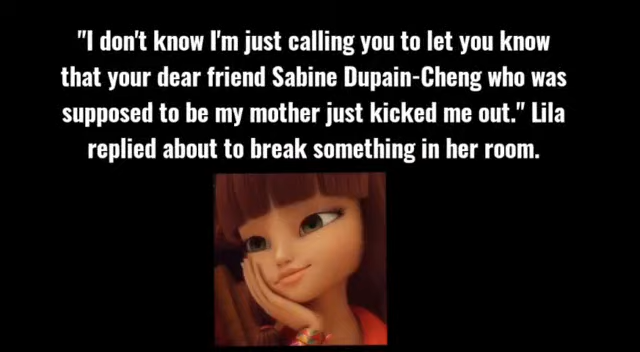 "I don't know I'm just calling you to let you know
that your dear friend Sabine Dupain-Cheng who was
supposed to be my mother just kicked me out." Lila
replied about to break something in her room.